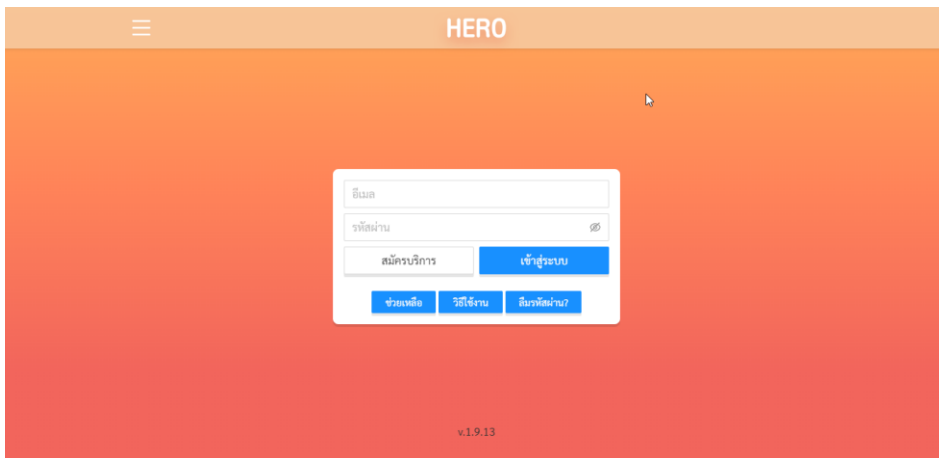 HERO
อีเมล
รหัสผ่าน
สมัครบริการ เข้าสู่ระบบ
ช่วยเหลือ วิธีใช้งาน ลืมรหัสผ่าน?
v.1.9.13